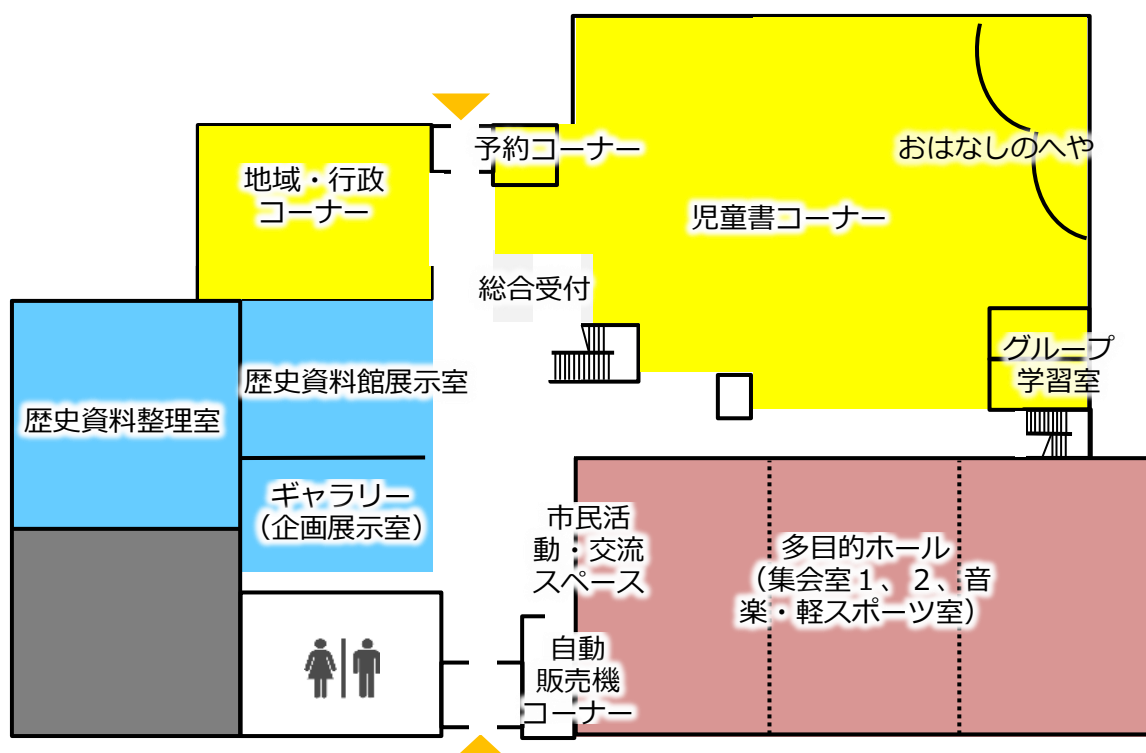 予約コーナー
おはなしのへや
地域・行政
コーナー
児童書コーナー
総合受付
グループ
学習室
歴史資料館展示室
歴史資料整理室
ギャラリー
（企画展示室）
市民活
動・交流
スペース
多目的ホール
（集会室１、２、音
楽・軽スポーツ室）
自動
販売機
コーナー